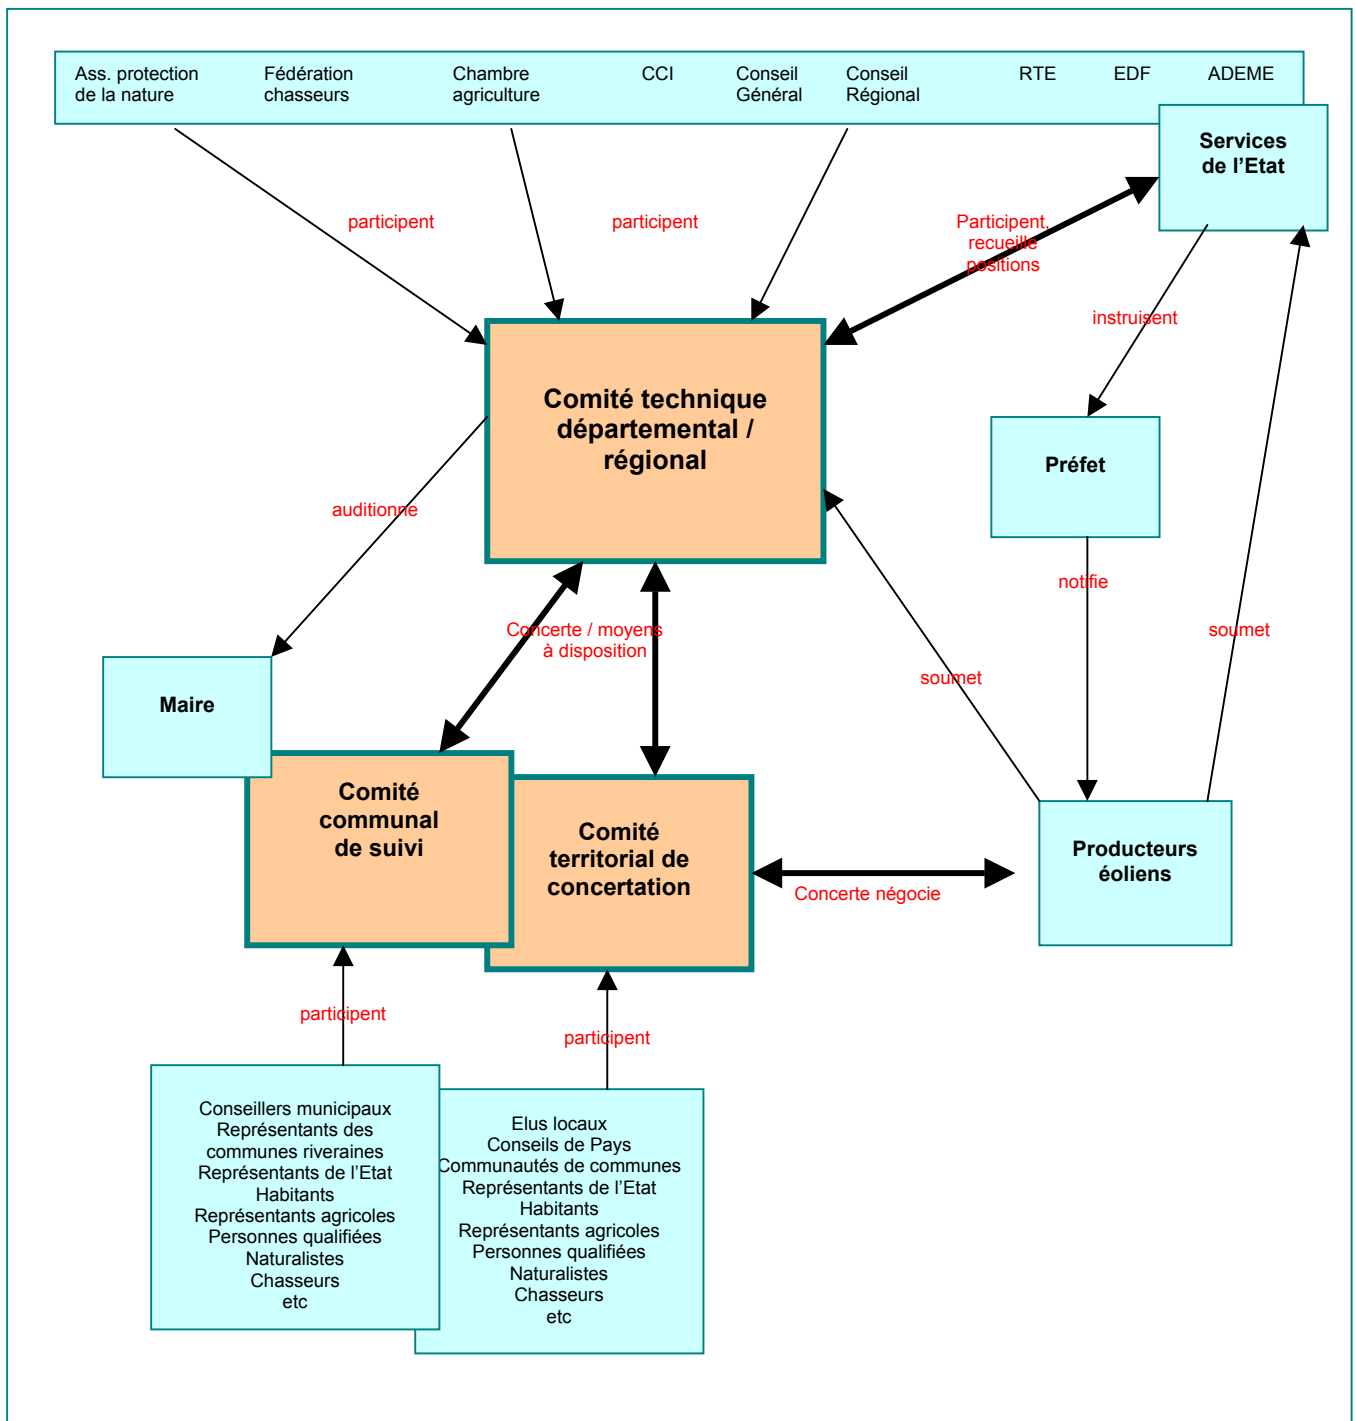 Ass. protection
de la nature
Fédération
chasseurs
Chambre
agriculture
CCI
Conseil
Général
Conseil
Régional
RTE
EDF
ADEME
Services
de l’Etat
participent
participent
Participent,
recueille
positions
instruisent
Comité technique
départemental /
régional
Préfet
auditionne
notifie
Concerte / moyens
à disposition
soumet
soumet
Maire
Comité
communal
de suivi
Comité
territorial de
concertation
Producteurs
éoliens
Concerte négocie
participent
participent
Conseillers municipaux
Représentants des
communes riveraines
Représentants de l’Etat
Habitants
Représentants agricoles
Personnes qualifiées
Naturalistes
Chasseurs
etc
Elus locaux
Conseils de Pays
Communautés de communes
Représentants de l’Etat
Habitants
Représentants agricoles
Personnes qualifiées
Naturalistes
Chasseurs
etc